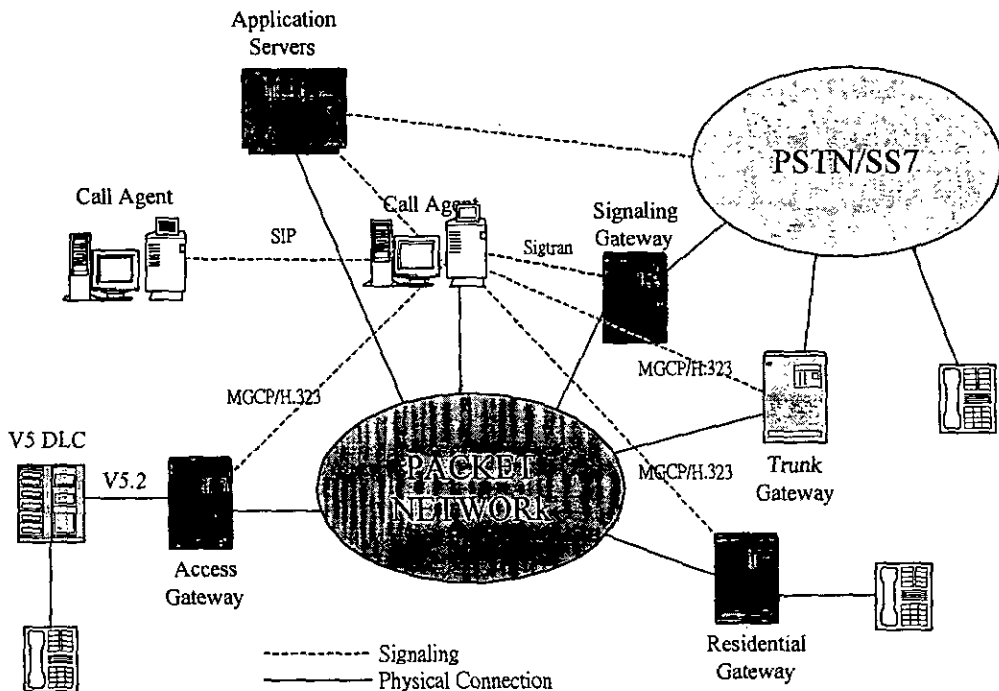 Application
Servers
PSTN/SS7
Call Agent
Call Agent
Signaling
Gateway
SIP
Sigtran
MGCP/H.323
MGCP/H.323
V5 DLC
V5.2
PACKET
NETWORK
MGCP/H.323
Trunk
Gateway
Access
Gateway
Residential
Gateway
Signaling
Physical Connection